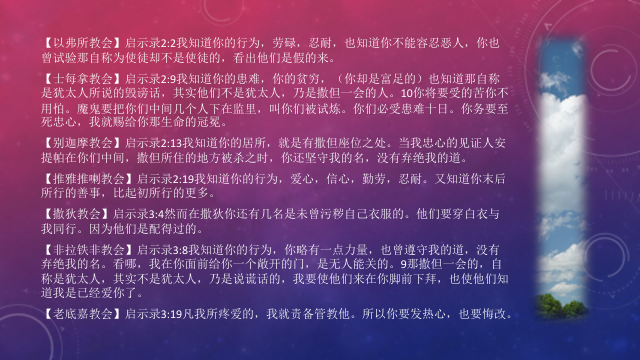 【以弗所教会】启示录2:2我知道你的行为，劳碌，忍耐，也知道你不能容忍恶人，你也
曾试验那自称为使徒却不是使徒的，看出他们是假的来。
【士每拿教会】启示录2:9我知道你的患难，你的贫穷，（你却是富足的）也知道那自称
是犹太人所说的毁谤话，其实他们不是犹太人，乃是撒但一会的人。10你将要受的苦你不
用怕。魔鬼要把你们中间几个人下在监里，叫你们被试炼。你们必受患难十日。你务要至
死忠心，我就赐给你那生命的冠冕。
【别迦摩教会】启示录2:13我知道你的居所，就是有撒但座位之处。当我忠心的见证人安
提帕在你们中间，撒但所住的地方被杀之时，你还坚守我的名，没有弃绝我的道。
【推雅推喇教会】启示录2:19我知道你的行为，爱心，信心，勤劳，忍耐。又知道你末后
所行的善事，比起初所行的更多。
【撒狄教会】启示录3:4然而在撒狄你还有几名是未曾污秽自己衣服的。他们要穿白衣与
我同行。因为他们是配得过的。
【非拉铁非教会】启示录3:8我知道你的行为，你略有一点力量，也曾遵守我的道，没有
弃绝我的名。看哪，我在你面前给你一个敞开的门，是无人能关的。9那撒但一会的，自
称是犹太人，其实不是犹太人，乃是说谎话的，我要使他们来在你脚前下拜，也使他们知
道我是已经爱你了。
【老底嘉教会】启示录3:19凡我所疼爱的，我就责备管教他。所以你要发热心，也要悔改。